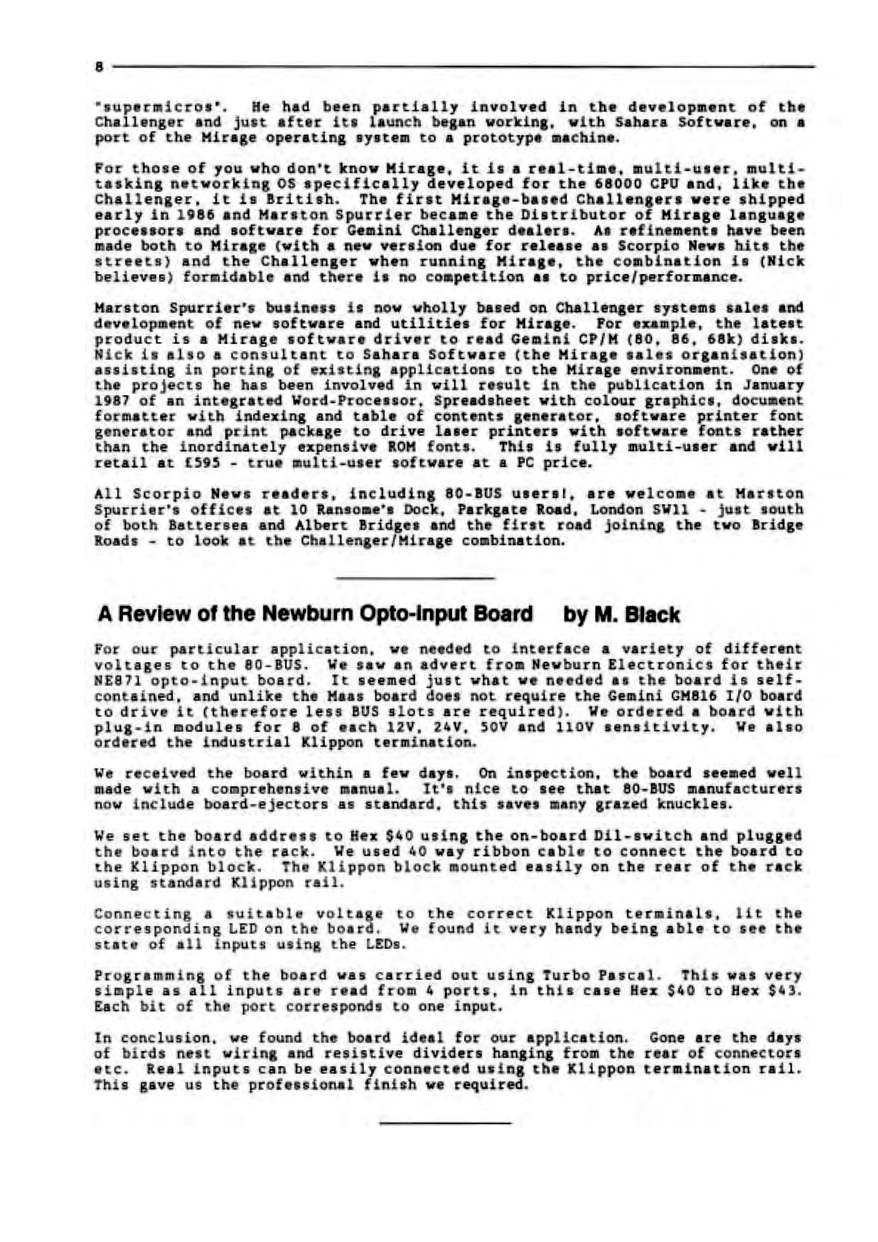 8
"supermicros". He had been partially involved in the development of the
Challenger and just after its launch began working, with Sahara Software, on a
port of the Mirage operating system to a prototype machine.
For those of you who don't know Mirage, it is a real-time, multi-user, multi-
tasking networking OS specifically developed for the 68000 CPU and, like the
Challenger, it is British. The first Mirage-based Challengers were shipped
early in 1986 and Marston Spurrier became the Distributor of Mirage language
processors and software for Gemini Challenger dealers. As refinements have been
made both to Mirage (with a new version due for release as Scorpio News hits the
streets) and the Challenger when running Mirage, the combination is (Nick
believes) formidable and there is no competition as to price/performance.
Marston Spurrier's business is now wholly based on Challenger systems sales and
development of new software and utilities for Mirage. For example, the latest
product is a Mirage software driver to read Gemini CP/M (80, 86, 68k) disks.
Nick is also a consultant to Sahara Software (the Mirage sales organisation)
assisting in porting of existing applications to the Mirage environment. One of
the projects he has been involved in will result in the publication in January
1987 of an integrated Word-Processor, Spreadsheet with colour graphics, document
formatter with indexing and table of contents generator, software printer font
generator and print package to drive laser printers with software fonts rather
than the inordinately expensive ROM fonts. This is fully multi-user and will
retail at £595 - true multi-user software at a PC price.
All Scorpio News readers, including 80-BUS users!, are welcome at Marston
Spurrier's offices at 10 Ransome's Dock, Parkgate Road, London SW11 - just south
of both Battersea and Albert Bridges and the first road joining the two Bridge
Roads - to look at the Challenger/Mirage combination.
A Review of the Newburn Opto-Input Board by M. Black
For our particular application, we needed to interface a variety of different
voltages to the 80-BUS. We saw an advert from Newburn Electronics for their
NE871 opto-input board. It seemed just what we needed as the board is self-
contained, and unlike the Maas board does not require the Gemini GM816 I/O board
to drive it (therefore less BUS slots are required). We ordered a board with
plug-in modules for 8 of each 12V, 24V, 50V and 110V sensitivity. We also
ordered the industrial Klippon termination.
We received the board within a few days. On inspection, the board seemed well
made with a comprehensive manual. It's nice to see that 80-BUS manufacturers
now include board-ejectors as standard, this saves many grazed knuckles.
We set the board address to Hex $40 using the on-board Dil-switch and plugged
the board into the rack. We used 40 way ribbon cable to connect the board to
the Klippon block. The Klippon block mounted easily on the rear of the rack
using standard Klippon rail.
Connecting a suitable voltage to the correct Klippon terminals, lit the
corresponding LED on the board. We found it very handy being able to see the
state of all inputs using the LEDs.
Programming of the board was carried out using Turbo Pascal. This was very
simple as all inputs are read from 4 ports, in this case Hex $40 to Hex $43.
Each bit of the port corresponds to one input.
In conclusion, we found the board ideal for our application. Gone are the days
of birds nest wiring and resistive dividers hanging from the rear of connectors
etc. Real inputs can be easily connected using the Klippon termination rail.
This gave us the professional finish we required.